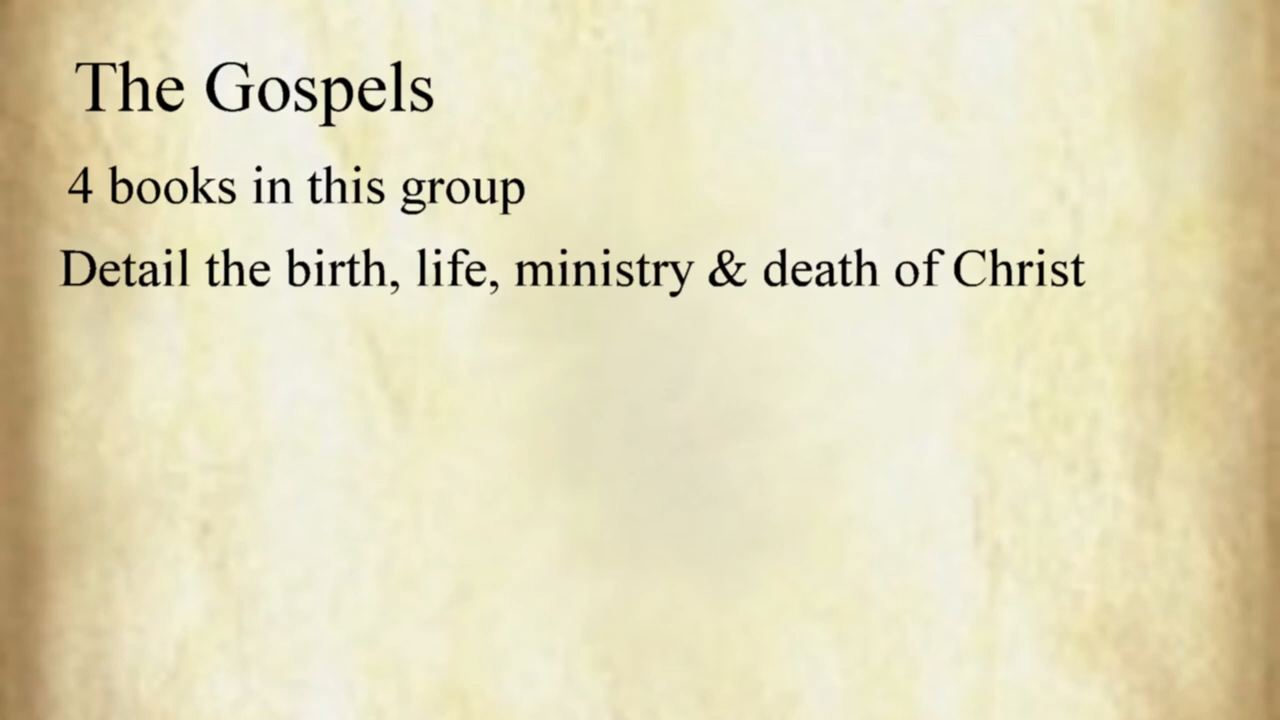 The Gospels
4 books in this group
Detail the birth, life, ministry & death of Christ